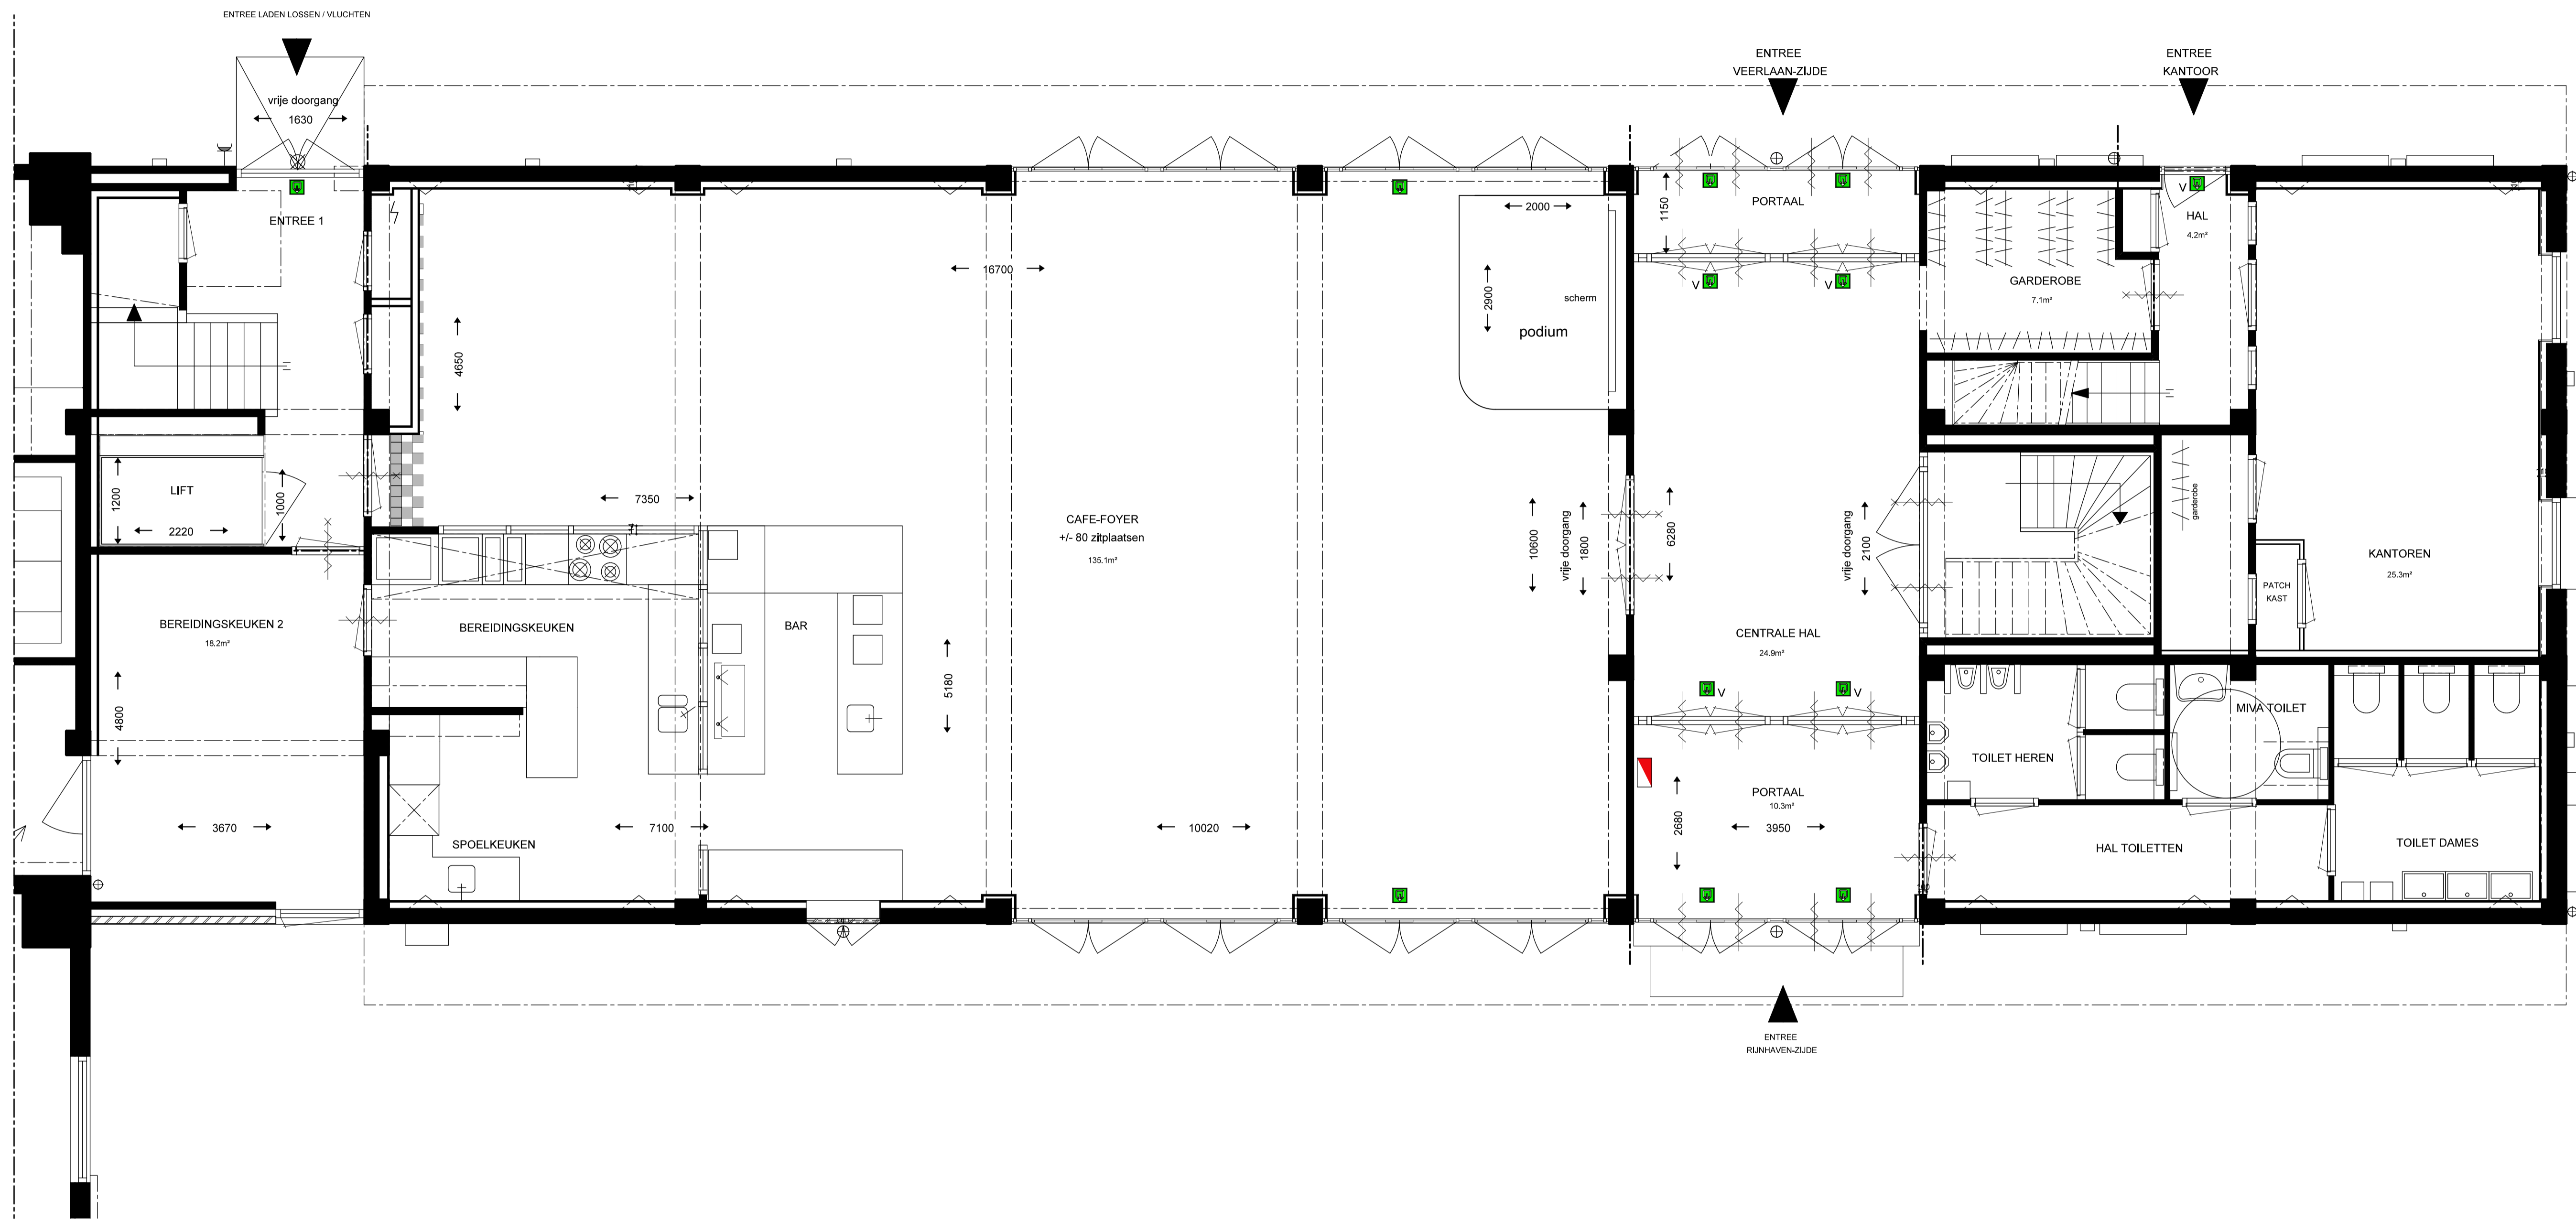 ENTREE LADEN LOSSEN / VLUCHTEN
vrije doorgang
1630
ENTREE
VEERLAAN-ZIJDE
ENTREE
KANTOOR
ENTREE 1
16700
2000
2900
scherm
podium
1150
PORTAAL
V
V
GARDEROBE
7,1m²
V
HAL
4,2m²
4650
LIFT
1200
2220
1000
7350
CAFE-FOYER
+/- 80 zitplaatsen
135,1m²
10600
vrije doorgang
1800
6280
vrije doorgang
2100
garderobe
PATCH
KAST
KANTOREN
25.3m²
BEREIDINGSKEUKEN 2
18,2m²
4800
3670
BEREIDINGSKEUKEN
BAR
5180
CENTRALE HAL
24.9m²
V
V
MIVA TOILET
TOILET HEREN
PORTAAL
10.3m²
2680
3950
SPOELKEUKEN
7100
10020
HAL TOILETTEN
TOILET DAMES
ENTREE
RIJNHAVEN-ZIJDE